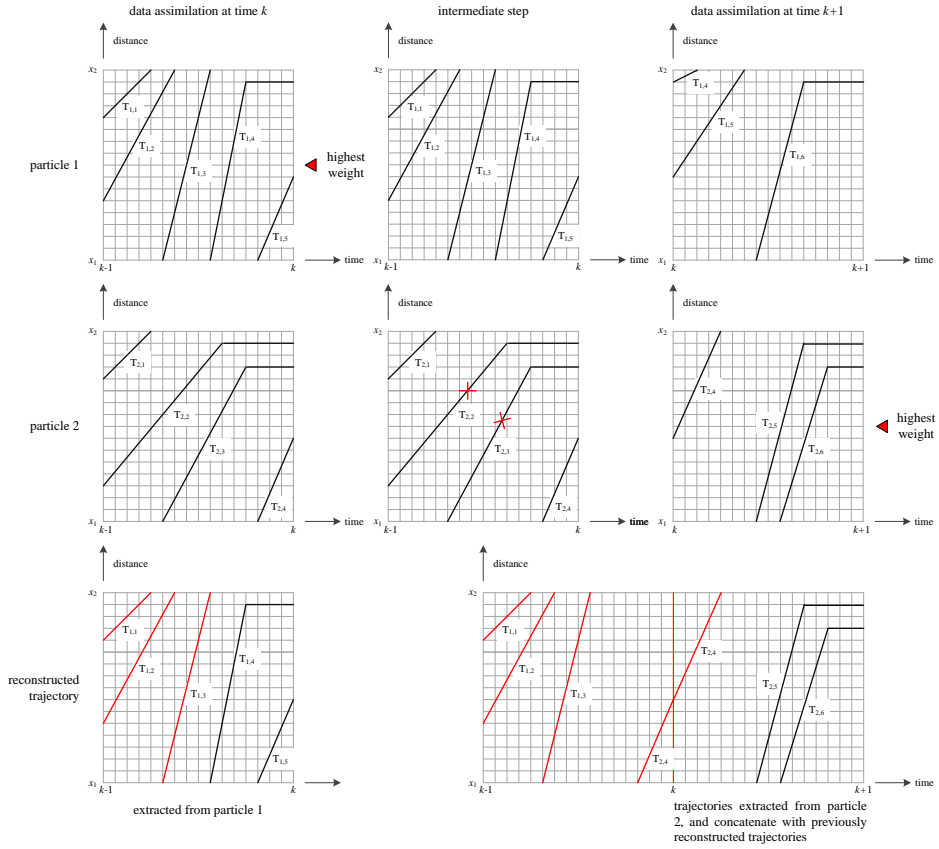 data assimilation at time k
intermediate step
data assimilation at time k+1
distance
distance
distance
x2
T1,1
T1,2
T1,3
T1,4
T1,5
x1
k-1
k
time
particle 1
highest
weight
x2
T1,1
T1,2
T1,3
T1,4
T1,5
x1
k-1
k
time
x2
T1,4
T1,5
T1,6
x1
k
k+1
time
distance
distance
distance
x2
T2,1
T2,2
T2,3
T2,4
x1
k-1
k
time
particle 2
x2
T2,1
T2,2
T2,3
T2,4
x1
k-1
k
time
x2
T2,4
T2,5
T2,6
x1
k
k+1
time
highest
weight
distance
distance
x2
T1,1
T1,2
T1,3
T1,4
T1,5
x1
k-1
k
reconstructed
trajectory
extracted from particle 1
x2
T1,1
T1,2
T1,3
T2,4
T2,4
T2,5
T2,6
x1
k-1
k
k+1
time
trajectories extracted from particle
2, and concatenate with previously
reconstructed trajectories